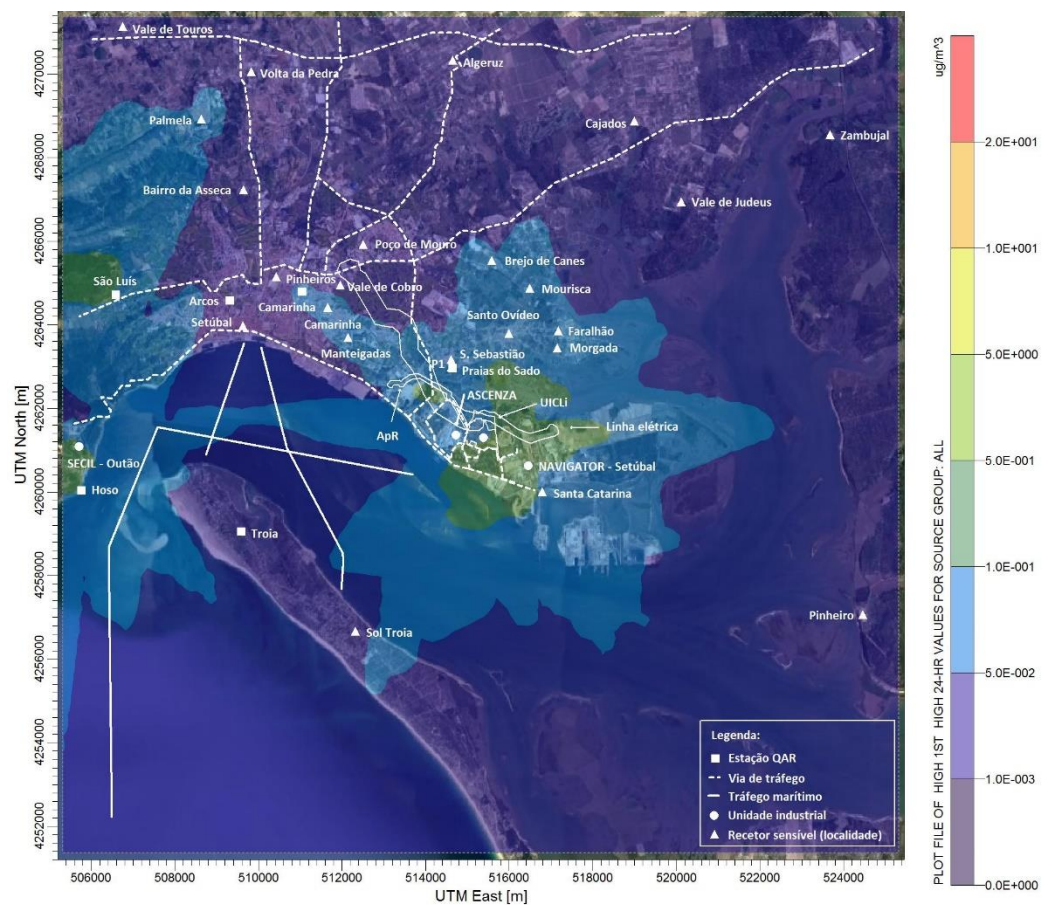 Vale de Touros
Volta da Pedra
Algeruz
Palmela
Cajados
Zambujal
Bairro da Asseca
Vale de Judeus
Poço de Mouro
Brejo de Canes
São Luís
Pinheiros
Vale de Cobro
Mourisca
Arcos
Camarinha
Camarinha
Santo Ovídeo
Faralhão
Setúbal
Manteigadas
Morgada
P1
S. Sebastião
Praias do Sado
ASCENZA
UICLi
ApR
Linha elétrica
SECIL - Outão
NAVIGATOR - Setúbal
Hoso
Santa Catarina
Troia
Pinheiro
Sol Troia
Legenda:
Estação QAR
Via de tráfego
Tráfego marítimo
Unidade industrial
Recetor sensível (localidade)
UTM North [m]
4270000
4268000
4266000
4264000
4262000
4260000
4258000
4256000
4254000
4252000
506000 508000 510000 512000 514000 516000 518000 520000 522000 524000
UTM East [m]
ug/m^3
2.0E+001
1.0E+001
5.0E+000
5.0E-001
1.0E-001
5.0E-002
1.0E-003
0.0E+000
PLOT FILE OF HIGH 1ST HIGH 24-HR VALUES FOR SOURCE GROUP: ALL